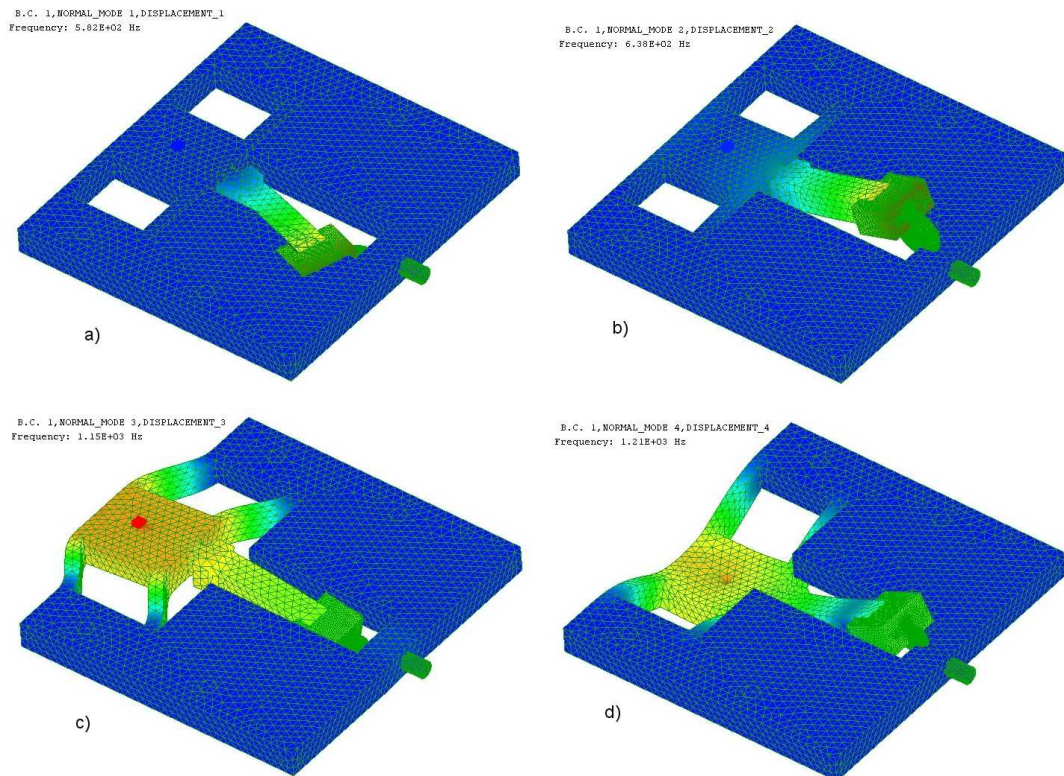 B.C. 1,NORMAL_MODE 1,DISPLACEMENT_1
Frequency: 5.82E+02 Hz
a)
B.C. 1,NORMAL_MODE 2,DISPLACEMENT_2
Frequency: 6.38E+02 Hz
b)
B.C. 1,NORMAL_MODE 3,DISPLACEMENT_3
Frequency: 1.15E+03 Hz
c)
B.C. 1,NORMAL_MODE 4,DISPLACEMENT_4
Frequency: 1.21E+03 Hz
d)